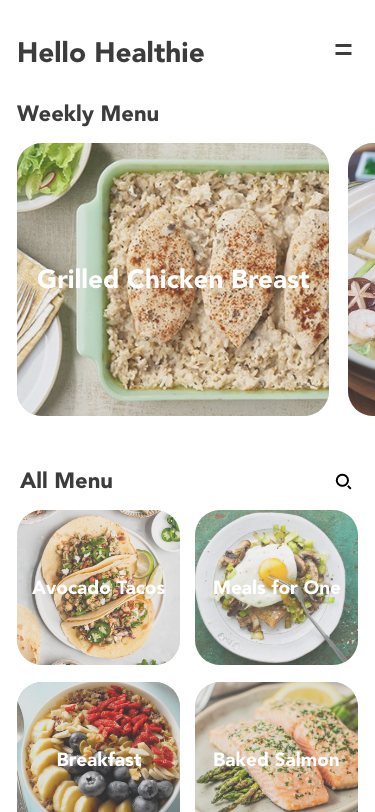 Hello Healthie
Weekly Menu
Grilled Chicken Breast
All Menu
Avocado Tacos
Meals for One
Breakfast
Baked Salmon